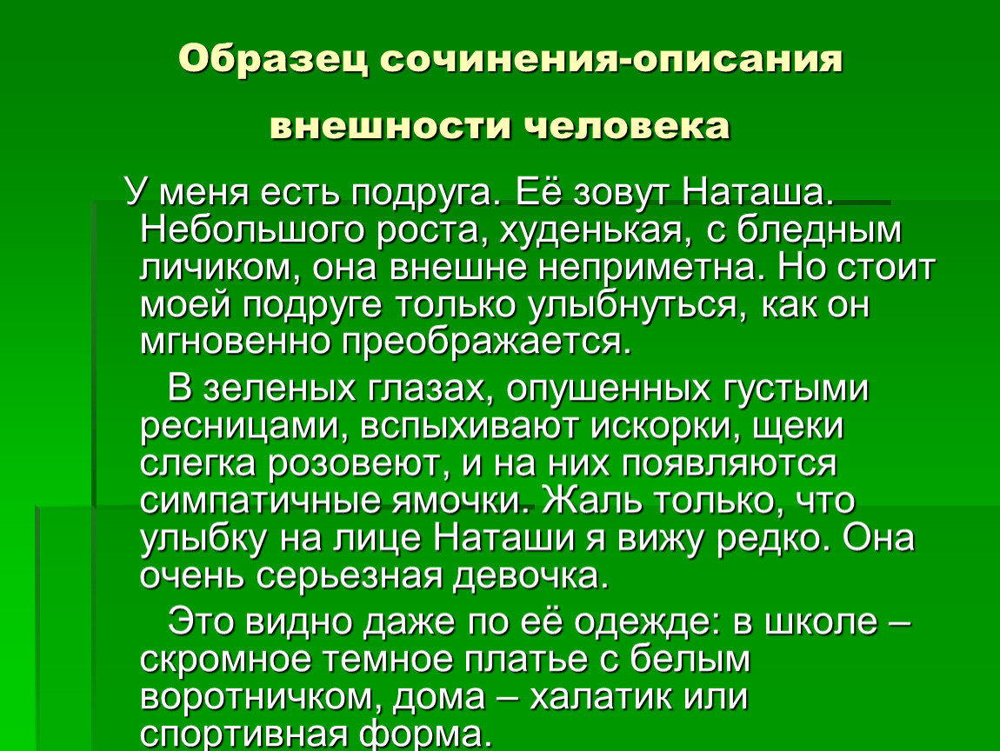 Образец сочинения-описания
внешности человека
У меня есть подруга. Её зовут Наташа.
Небольшого роста, худенькая, с бледным
личиком, она внешне неприметна. Но стоит
моей подруге только улыбнуться, как он
мгновенно преображается.
В зеленых глазах, опушенных густыми
ресницами, вспыхивают искорки, щеки
слегка розовеют, и на них появляются
симпатичные ямочки. Жаль только, что
улыбку на лице Наташи я вижу редко. Она
очень серьезная девочка.
Это видно даже по её одежде: в школе –
скромное темное платье с белым
воротничком, дома – халатик или
спортивная форма.